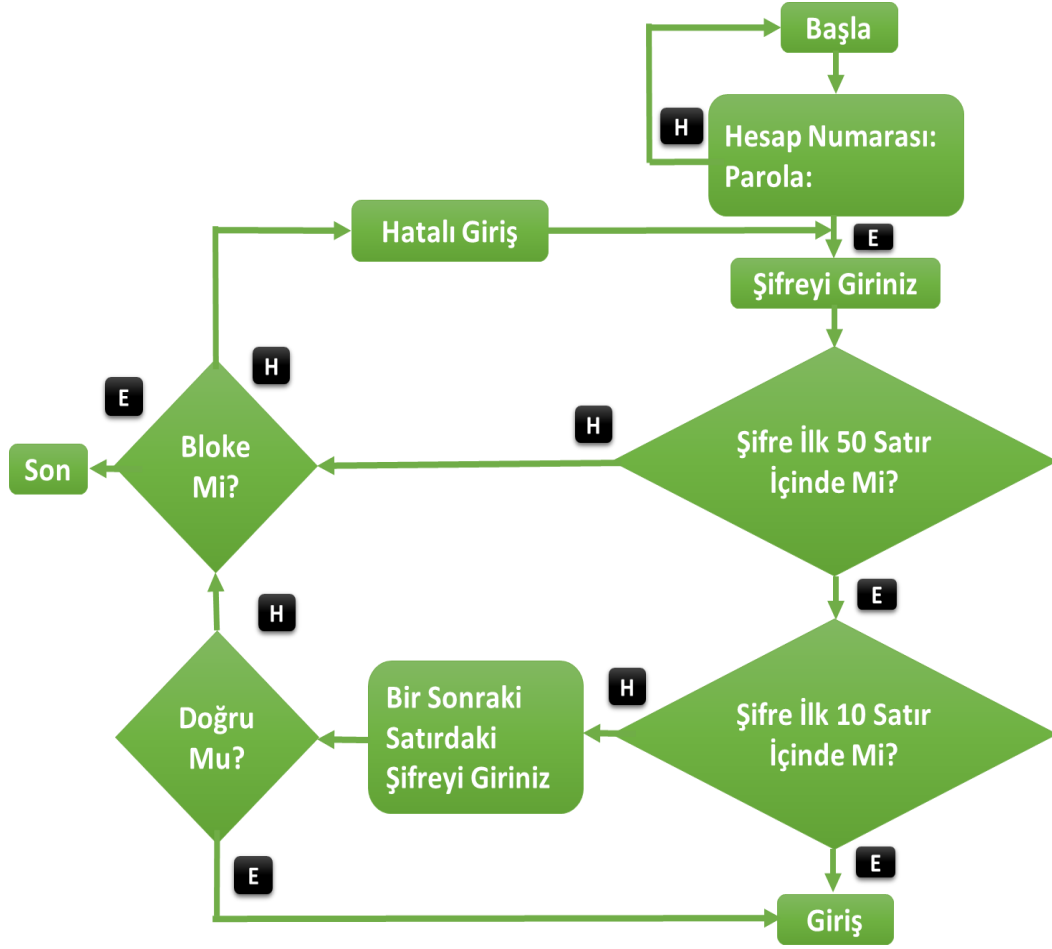 Başla
H
Hesap Numarası:
Parola:
Hatalı Giriş
E
Şifreyi Giriniz
H
E
H
Bloke
Mi?
Şifre İlk 50 Satır
İçinde Mi?
Son
E
H
H
Doğru
Mu?
Bir Sonraki
Satırdaki
Şifreyi Giriniz
Şifre İlk 10 Satır
İçinde Mi?
E
E
Giriş